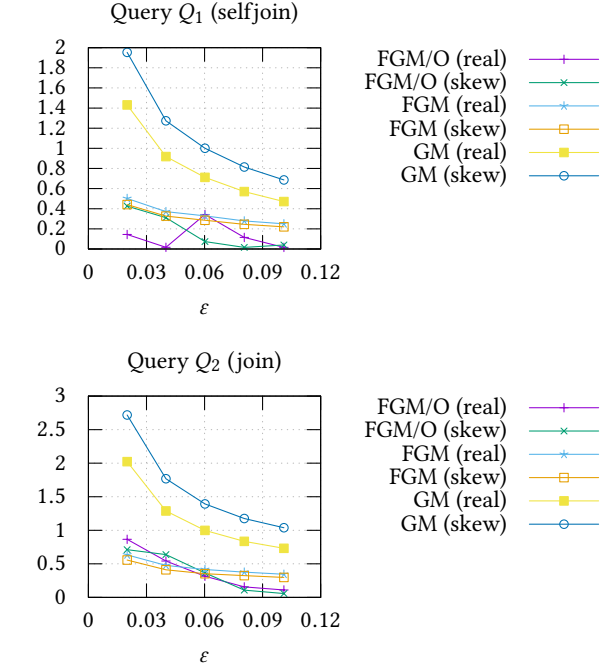 Query Q1 (selfjoin)
2
1.8
1.6
1.4
1.2
1
0.8
0.6
0.4
0.2
0
0 0.03 0.06 0.09 0.12
ε
FGM/O (real)
FGM/O (skew)
FGM (real)
FGM (skew)
GM (real)
GM (skew)
Query Q2 (join)
3
2.5
2
1.5
1
0.5
0
0 0.03 0.06 0.09 0.12
ε
FGM/O (real)
FGM/O (skew)
FGM (real)
FGM (skew)
GM (real)
GM (skew)